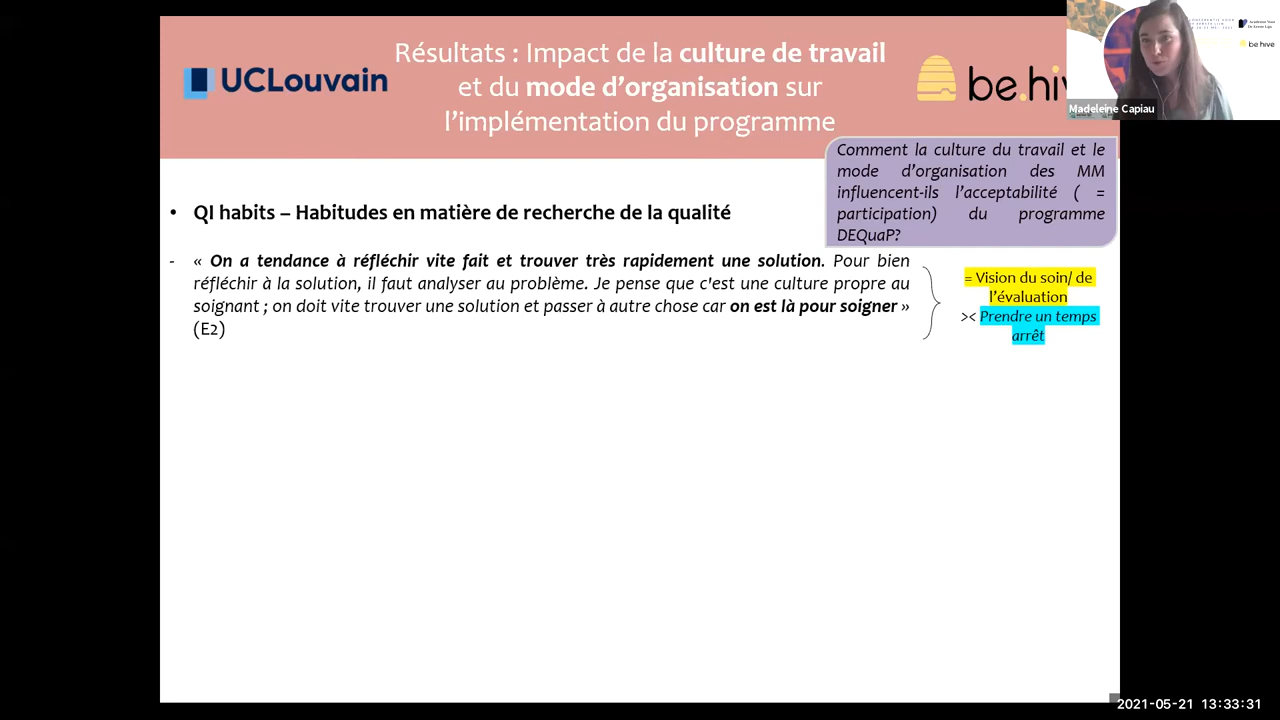 Résultats : Impact de la culture de travail
et du mode d’organisation sur
l’implémentation du programme
UCLouvain
be.hiv
be hive
Madeleine Capiau
Comment la culture du travail et le
mode d’organisation des MM
influencent-ils l’acceptabilité ( =
participation) du programme
DEQuaP?
• QI habits – Habitudes en matière de recherche de la qualité
- « On a tendance à réfléchir vite fait et trouver très rapidement une solution. Pour bien
réfléchir à la solution, il faut analyser au problème. Je pense que c'est une culture propre au
soignant ; on doit vite trouver une solution et passer à autre chose car on est là pour soigner »
(E2)
= Vision du soin/ de
l’évaluation
>< Prendre un temps
arrêt
2021-05-21 13:33:31